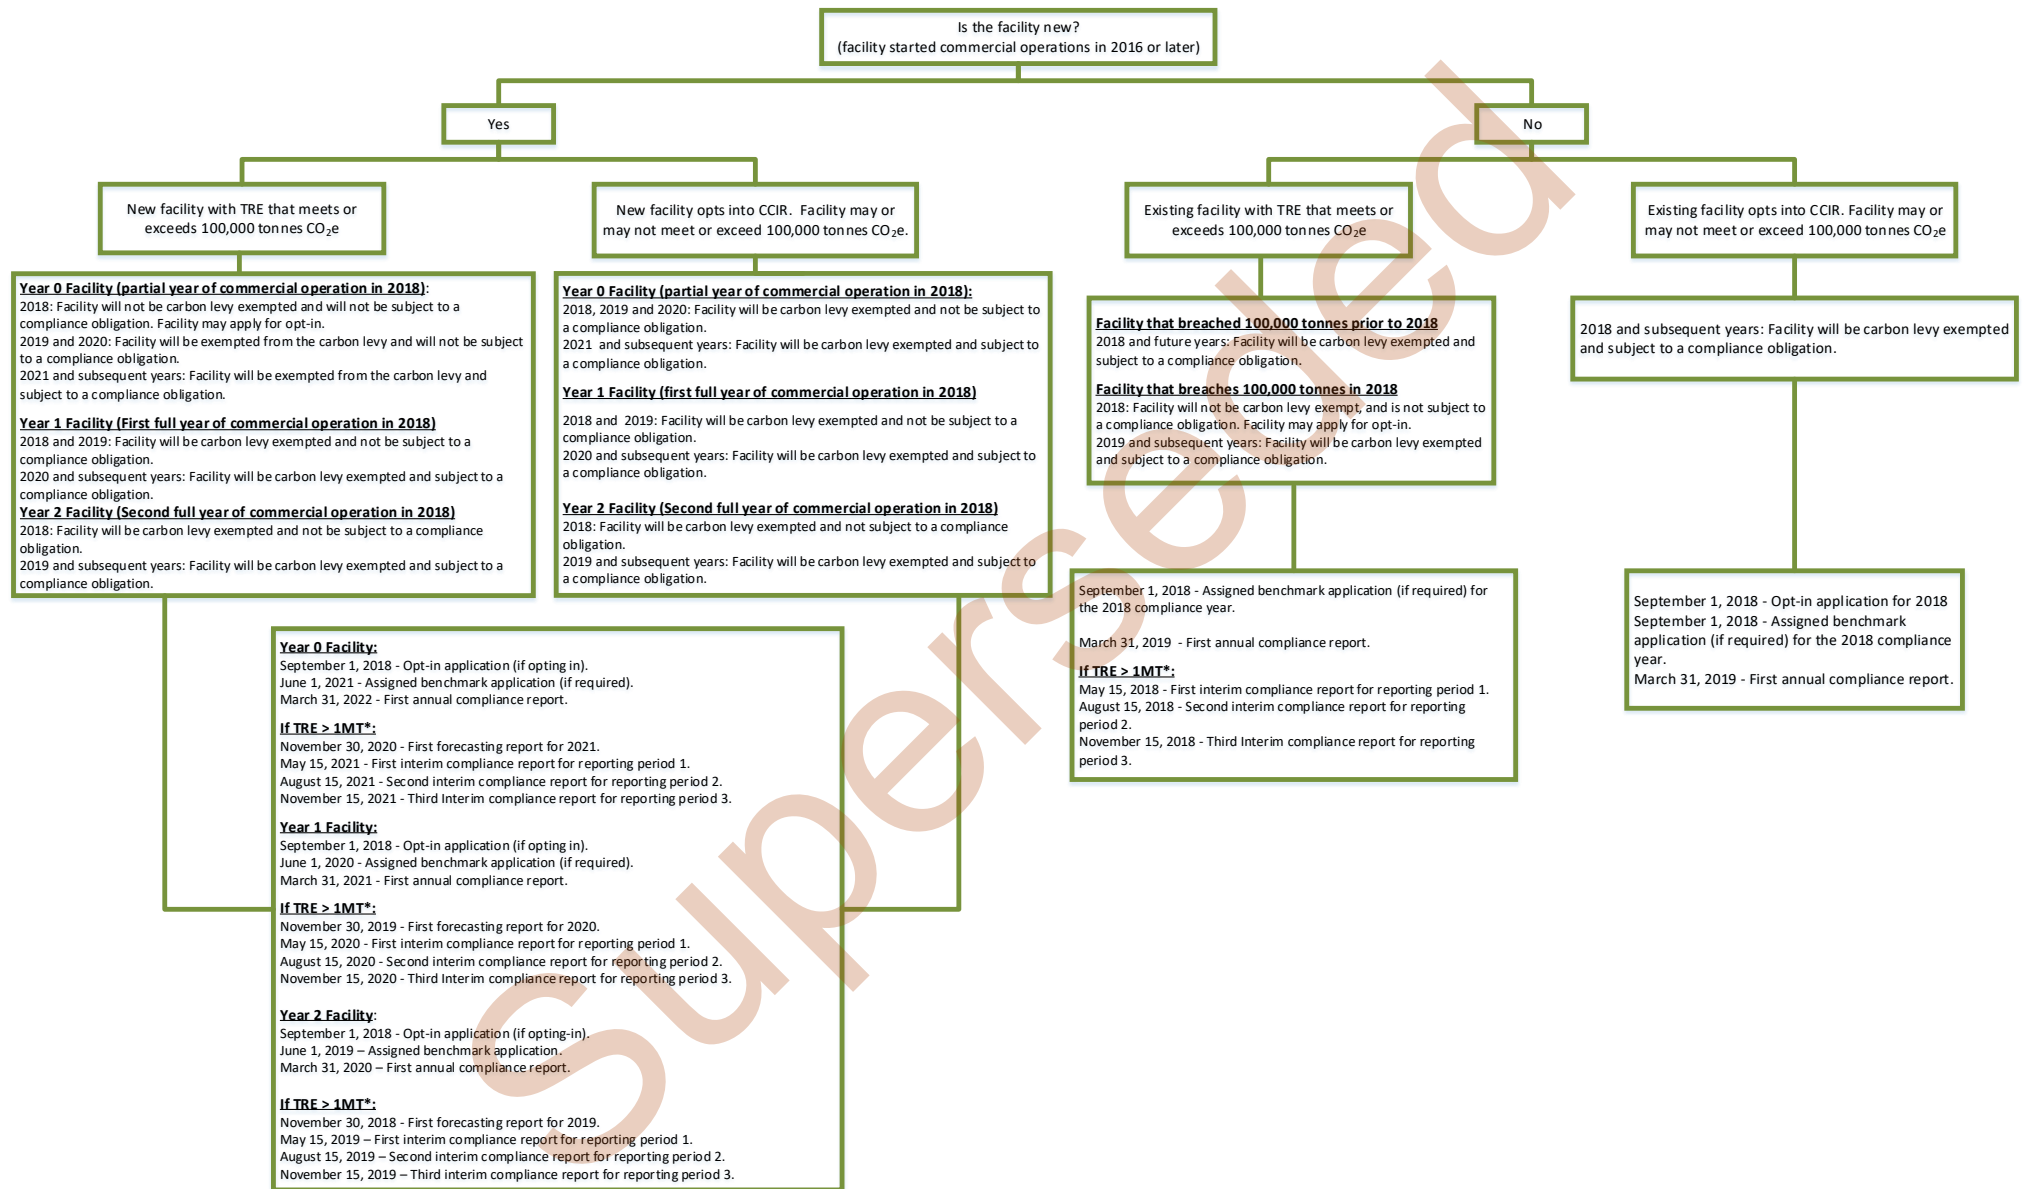 Is the facility new?
(facility started commercial operations in 2016 or later)
Yes
No
New facility with TRE that meets or
exceeds 100,000 tonnes CO₂e
New facility opts into CCIR. Facility may or
may not meet or exceed 100,000 tonnes CO₂e.
Existing facility with TRE that meets or
exceeds 100,000 tonnes CO₂e
Existing facility opts into CCIR. Facility may or
may not meet or exceed 100,000 tonnes CO₂e
Year 0 Facility (partial year of commercial operation in 2018):
2018: Facility will not be carbon levy exempted and will not be subject to a
compliance obligation. Facility may apply for opt-in.
2019 and 2020: Facility will be exempted from the carbon levy and will not be subject
to a compliance obligation.
2021 and subsequent years: Facility will be exempted from the carbon levy and
subject to a compliance obligation.
Year 1 Facility (First full year of commercial operation in 2018)
2018 and 2019: Facility will be carbon levy exempted and not be subject to a
compliance obligation.
2020 and subsequent years: Facility will be carbon levy exempted and subject to a
compliance obligation.
Year 2 Facility (Second full year of commercial operation in 2018)
2018: Facility will be carbon levy exempted and not be subject to a compliance
obligation.
2019 and subsequent years: Facility will be carbon levy exempted and subject to a
compliance obligation.
Year 0 Facility (partial year of commercial operation in 2018):
2018, 2019 and 2020: Facility will be carbon levy exempted and not be subject to
a compliance obligation.
2021 and subsequent years: Facility will be carbon levy exempted and subject to
a compliance obligation.
Year 1 Facility (first full year of commercial operation in 2018)
2018 and 2019: Facility will be carbon levy exempted and not be subject to a
compliance obligation.
2020 and subsequent years: Facility will be carbon levy exempted and subject to
a compliance obligation.
Year 2 Facility (Second full year of commercial operation in 2018)
2018: Facility will be carbon levy exempted and not subject to a compliance
obligation.
2019 and subsequent years: Facility will be carbon levy exempted and subject to
a compliance obligation.
Facility that breached 100,000 tonnes prior to 2018
2018 and future years: Facility will be carbon levy exempted and
subject to a compliance obligation.
Facility that breaches 100,000 tonnes in 2018
2018: Facility will not be carbon levy exempt, and is not subject to
a compliance obligation. Facility may apply for opt-in.
2019 and subsequent years: Facility will be carbon levy exempted
and subject to a compliance obligation.
2018 and subsequent years: Facility will be carbon levy exempted
and subject to a compliance obligation.
Year 0 Facility:
September 1, 2018 - Opt-in application (if opting in).
June 1, 2021 - Assigned benchmark application (if required).
March 31, 2022 - First annual compliance report.
If TRE > 1MT*:
November 30, 2020 - First forecasting report for 2021.
May 15, 2021 - First interim compliance report for reporting period 1.
August 15, 2021 - Second interim compliance report for reporting period 2.
November 15, 2021 - Third Interim compliance report for reporting period 3.
Year 1 Facility:
September 1, 2018 - Opt-in application (if opting in).
June 1, 2020 - Assigned benchmark application (if required).
March 31, 2021 - First annual compliance report.
If TRE > 1MT*:
November 30, 2019 - First forecasting report for 2020.
May 15, 2020 - First interim compliance report for reporting period 1.
August 15, 2020 - Second interim compliance report for reporting period 2.
November 15, 2020 - Third Interim compliance report for reporting period 3.
Year 2 Facility:
September 1, 2018 - Opt-in application (if opting-in).
June 1, 2019 – Assigned benchmark application.
March 31, 2020 – First annual compliance report.
If TRE > 1MT*:
November 30, 2018 - First forecasting report for 2019.
May 15, 2019 – First interim compliance report for reporting period 1.
August 15, 2019 – Second interim compliance report for reporting period 2.
November 15, 2019 – Third interim compliance report for reporting period 3.
September 1, 2018 - Assigned benchmark application (if required) for
the 2018 compliance year.
March 31, 2019 - First annual compliance report.
If TRE > 1MT*:
May 15, 2018 - First interim compliance report for reporting period 1.
August 15, 2018 - Second interim compliance report for reporting
period 2.
November 15, 2018 - Third Interim compliance report for reporting
period 3.
September 1, 2018 - Opt-in application for 2018
September 1, 2018 - Assigned benchmark
application (if required) for the 2018 compliance
year.
March 31, 2019 - First annual compliance report.
Superseded